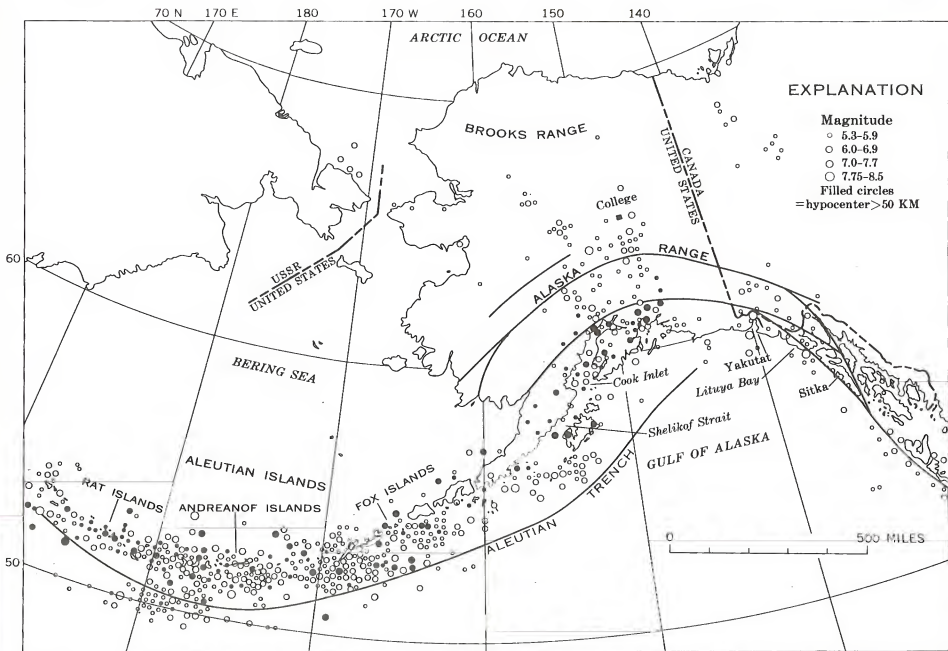 70 N 170 E 180 170 W 160 150 140
ARCTIC OCEAN
EXPLANATION
Magnitude
5.3-5.9
6.0-6.9
7.0-7.7
7.75-8.5
Filled circles
=hypocenter>50 KM
BROOKS RANGE
CANADA
UNITED STATES
College
60
USSR
UNITED STATES
ALASKA RANGE
BERING SEA
Yakutat
Cook Inlet
Lituya Bay
Sitka
Shelikof Strait
GULF OF ALASKA
ALEUTIAN ISLANDS
RAT ISLANDS
ANDREANOF ISLANDS
FOX ISLANDS
ALEUTIAN TRENCH
0 500 MILES
50